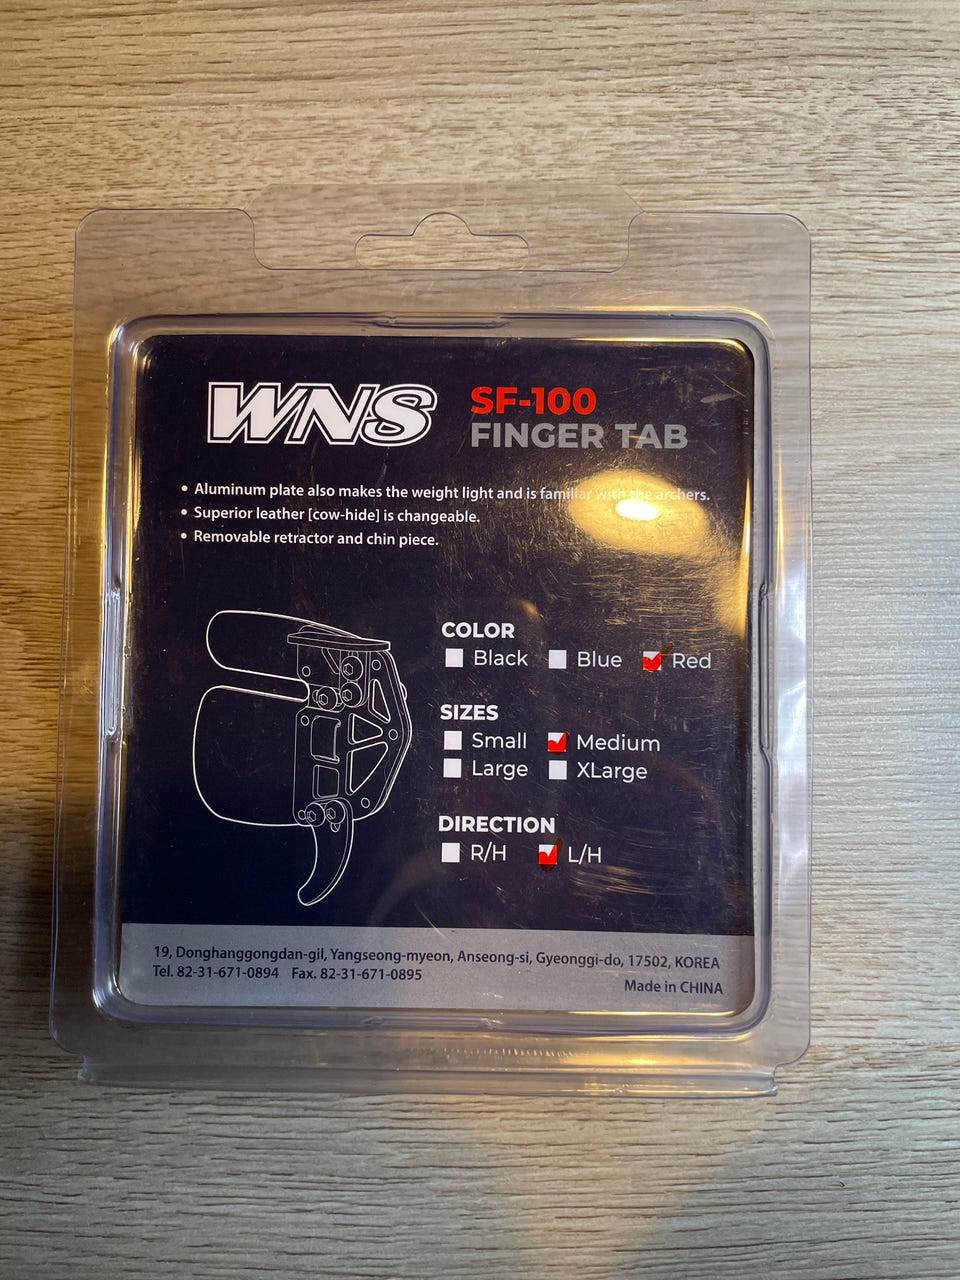 WNS
SF-100
FINGER TAB
• Aluminum plate also makes the weight light and is familiar with the archers.
• Superior leather [cow-hide] is changeable.
• Removable retractor and chin piece.
COLOR
Black Blue Red
SIZES
Small Medium
Large XLarge
DIRECTION
R/H L/H
19, Donghanggongdan-gil, Yangseong-myeon, Anseong-si, Gyeonggi-do, 17502, KOREA
Tel. 82-31-671-0894 Fax. 82-31-671-0895
Made in CHINA